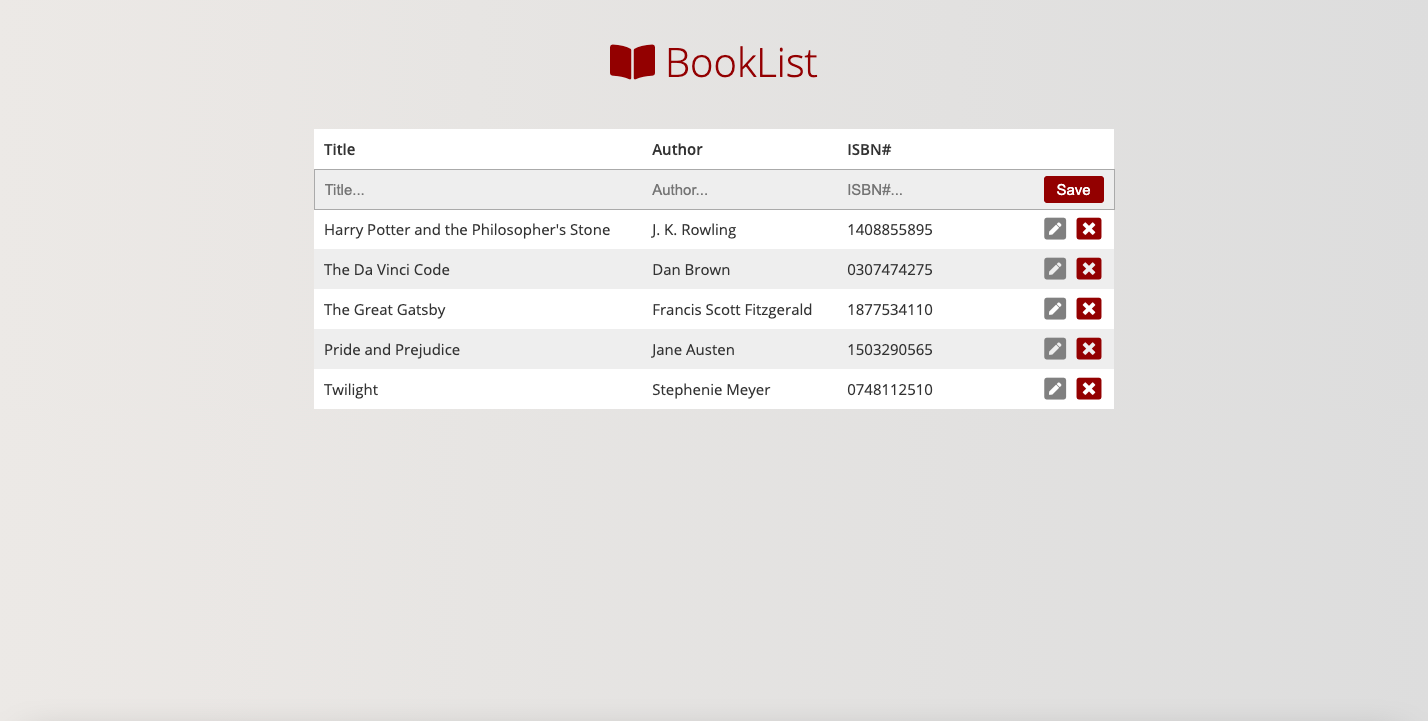 BookList
Title Author ISBN#
Title... Author... ISBN#... Save
Harry Potter and the Philosopher's Stone J. K. Rowling 1408855895
The Da Vinci Code Dan Brown 0307474275
The Great Gatsby Francis Scott Fitzgerald 1877534110
Pride and Prejudice Jane Austen 1503290565
Twilight Stephenie Meyer 0748112510